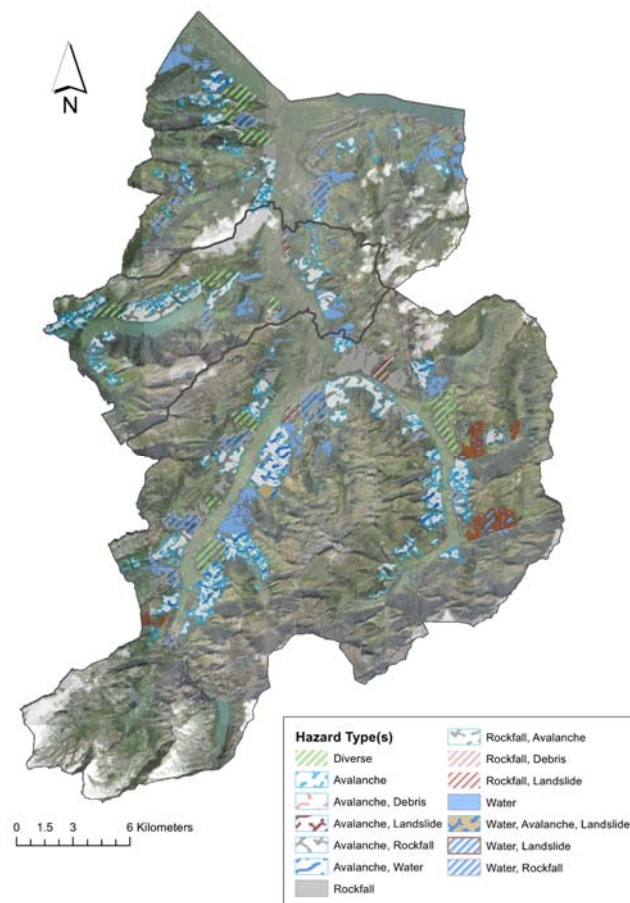 N
Hazard Type(s)
Diverse
Avalanche
Avalanche, Debris
Avalanche, Landslide
Avalanche, Rockfall
Avalanche, Water
Rockfall
Rockfall, Avalanche
Rockfall, Debris
Rockfall, Landslide
Water
Water, Avalanche, Landslide
Water, Landslide
Water, Rockfall
0 1.5 3 6 Kilometers